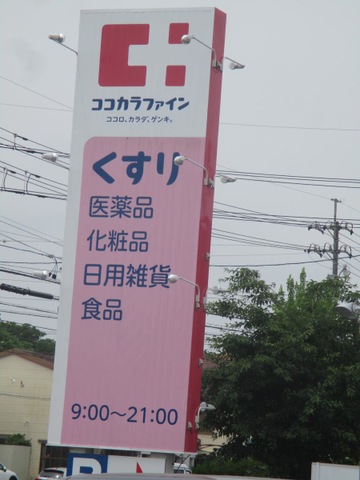 ココカラファイン
ココロ、カラダ、ゲンキ。
くすり
医薬品
化粧品
日用雑貨
食品
9:00〜21:00